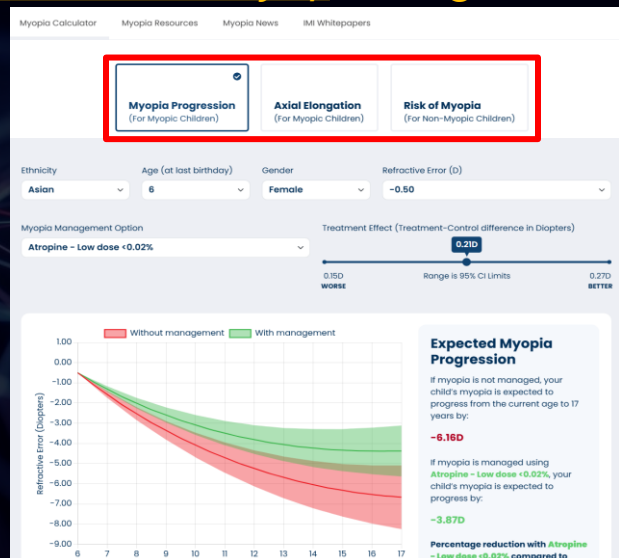 Myopia Calculator Myopia Resources Myopia News IMI Whitepapers
Myopia Progression
(For Myopic Children)
Axial Elongation
(For Myopic Children)
Risk of Myopia
(For Non-Myopic Children)
Ethnicity Age (at last birthday) Gender Refractive Error (D)
Asian 6 Female -0.50
Myopia Management Option
Atropine - Low dose <0.02%
Treatment Effect (Treatment-Control difference in Diopters)
0.21D
0.15D Range is 95% CI Limits 0.27D
WORSE BETTER
Without management With management
Refractive Error (Diopters)
1.00
0.00
-1.00
-2.00
-3.00
-4.00
-5.00
-6.00
-7.00
-8.00
-9.00
6 7 8 9 10 11 12 13 14 15 16 17
Expected Myopia
Progression
If myopia is not managed, your
child's myopia is expected to
progress from the current age to 17
years by:
-6.16D
If myopia is managed using
Atropine - Low dose <0.02%, your
child's myopia is expected to
progress by:
-3.87D
Percentage reduction with Atropine
- Low dose <0.02% compared to